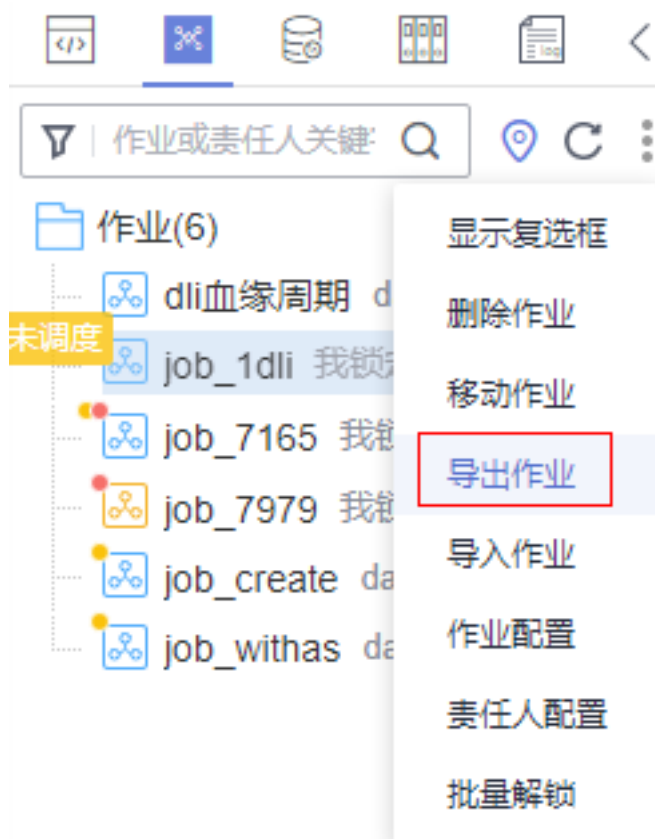 </>
log
作业或责任人关键
作业(6)
显示复选框
dli血缘周期 d
删除作业
未调度
job_1dli 我锁
移动作业
job_7165 我
导出作业
job_7979 我
导入作业
job_create da
作业配置
job_withas da
责任人配置
批量解锁